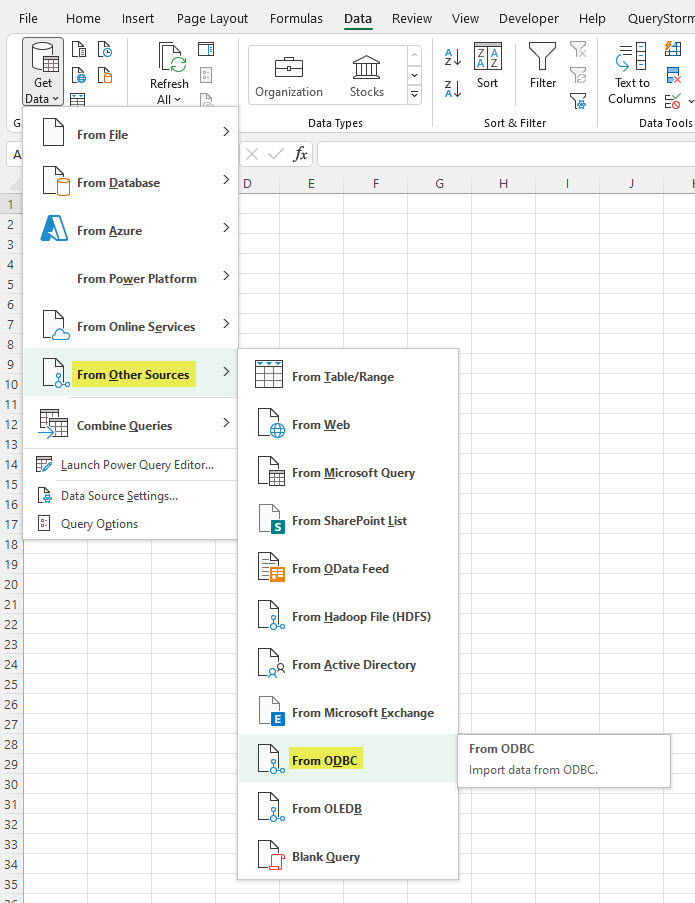 File Home Insert Page Layout Formulas Data Review View Developer Help QueryStorm
Get
Data
Refresh
All
Organization
Stocks
A
Z
Z
A
Z A
A Z
Sort
Filter
Text to
Columns
G
Data Types
Sort & Filter
Data Tools
A
fx
D E F G H I J
1
2
3
4
5
6
7
8
9
10
11
12
13
14
15
16
17
18
19
20
21
22
23
24
25
26
27
28
29
30
31
32
33
34
35
From File
From Database
From Azure
From Power Platform
From Online Services
From Other Sources
Combine Queries
Launch Power Query Editor...
Data Source Settings...
Query Options
From Table/Range
From Web
From Microsoft Query
S
From SharePoint List
From OData Feed
From Hadoop File (HDFS)
From Active Directory
E
From Microsoft Exchange
From ODBC
From OLEDB
Blank Query
From ODBC
Import data from ODBC.